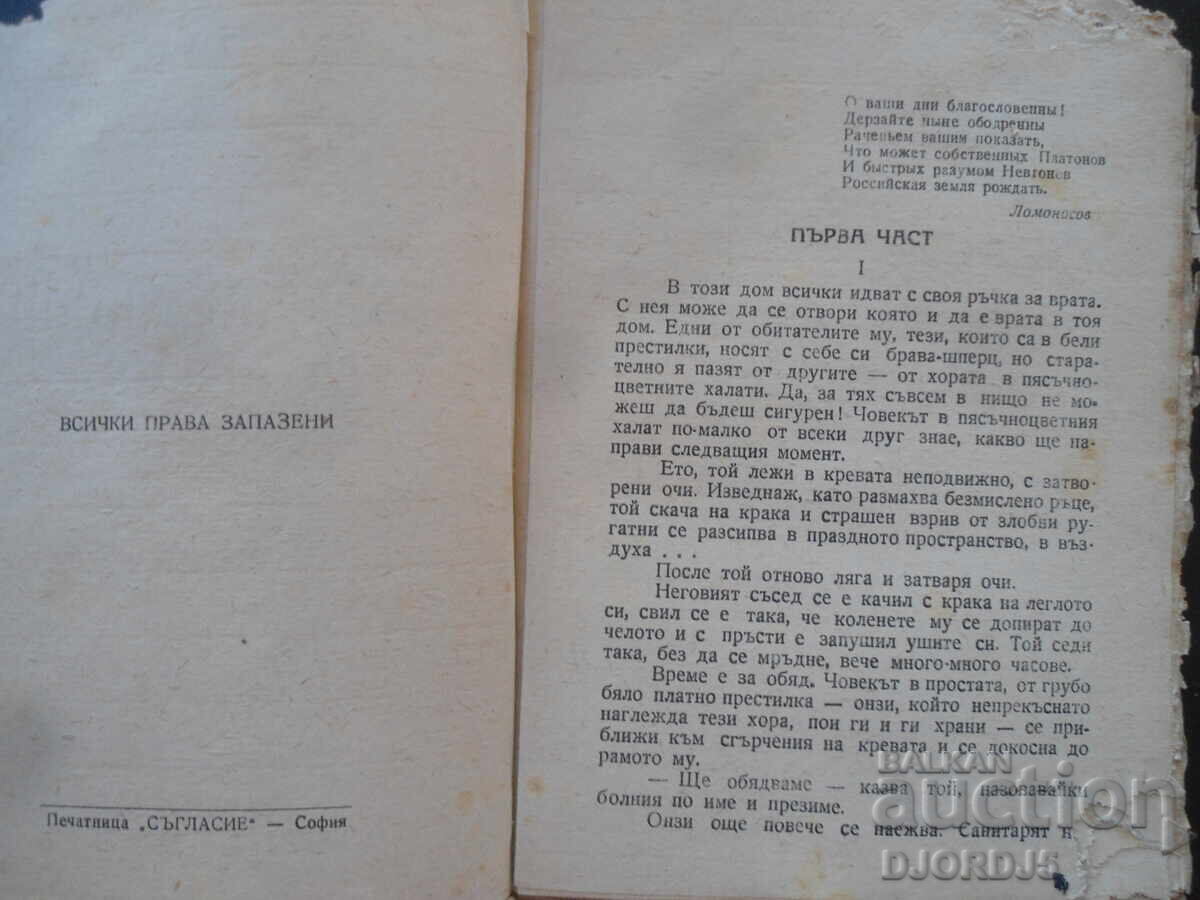 ВСИЧКИ ПРАВА ЗАПАЗЕНИ
Печатница „СЪГЛАСИЕ" — София
О ваши дни благословенны!
Дерзайте ныне ободренны
Раченьем вашим показать,
Что может собственных Платонов
И быстрых разумом Невтонов
Российская земля рождать.
Ломоносов
ПЪРВА ЧАСТ
I
В този дом всички идват с своя ръчка за врата.
С нея може да се отвори която и да е врата в тоя
дом. Едни от обитателите му, тези, които са в бели
престилки, носят с себе си брава-шперц, но стара-
телно я пазят от другите — от хората в пясъчно-
цветните халати. Да, за тях съвсем в нищо не мо-
жеш да бъдеш сигурен! Човекът в пясъчноцветния
халат по-малко от всеки друг знае, какво ще на-
прави следващия момент.
Ето, той лежи в кревата неподвижно, с затво-
рени очи. Изведнаж, като размахва безмислено ръце,
той скача на крака и страшен взрив от злобни ру-
гатни се разсипва в праздното пространство, в въз-
духа . . .
После той отново ляга и затваря очи.
Неговият съсед се е качил с крака на леглото
си, свил се е така, че коленете му се допират до
челото и с пръсти е запушил ушите си. Той седи
така, без да се мръдне, вече много-много часове.
Време е за обяд. Човекът в простата, от грубо
бяло платно престилка — онзи, който непрекъснато
наглежда тези хора, пои ги и ги храни — се при-
ближи към сгърчения на кревата и се докосна до
рамото му.
— Ще обядваме — казва той, назовавайки
болния по име и презиме.
Онзи още повече се наежва. Санитарят
BALKAN
auction
DJORDJ5